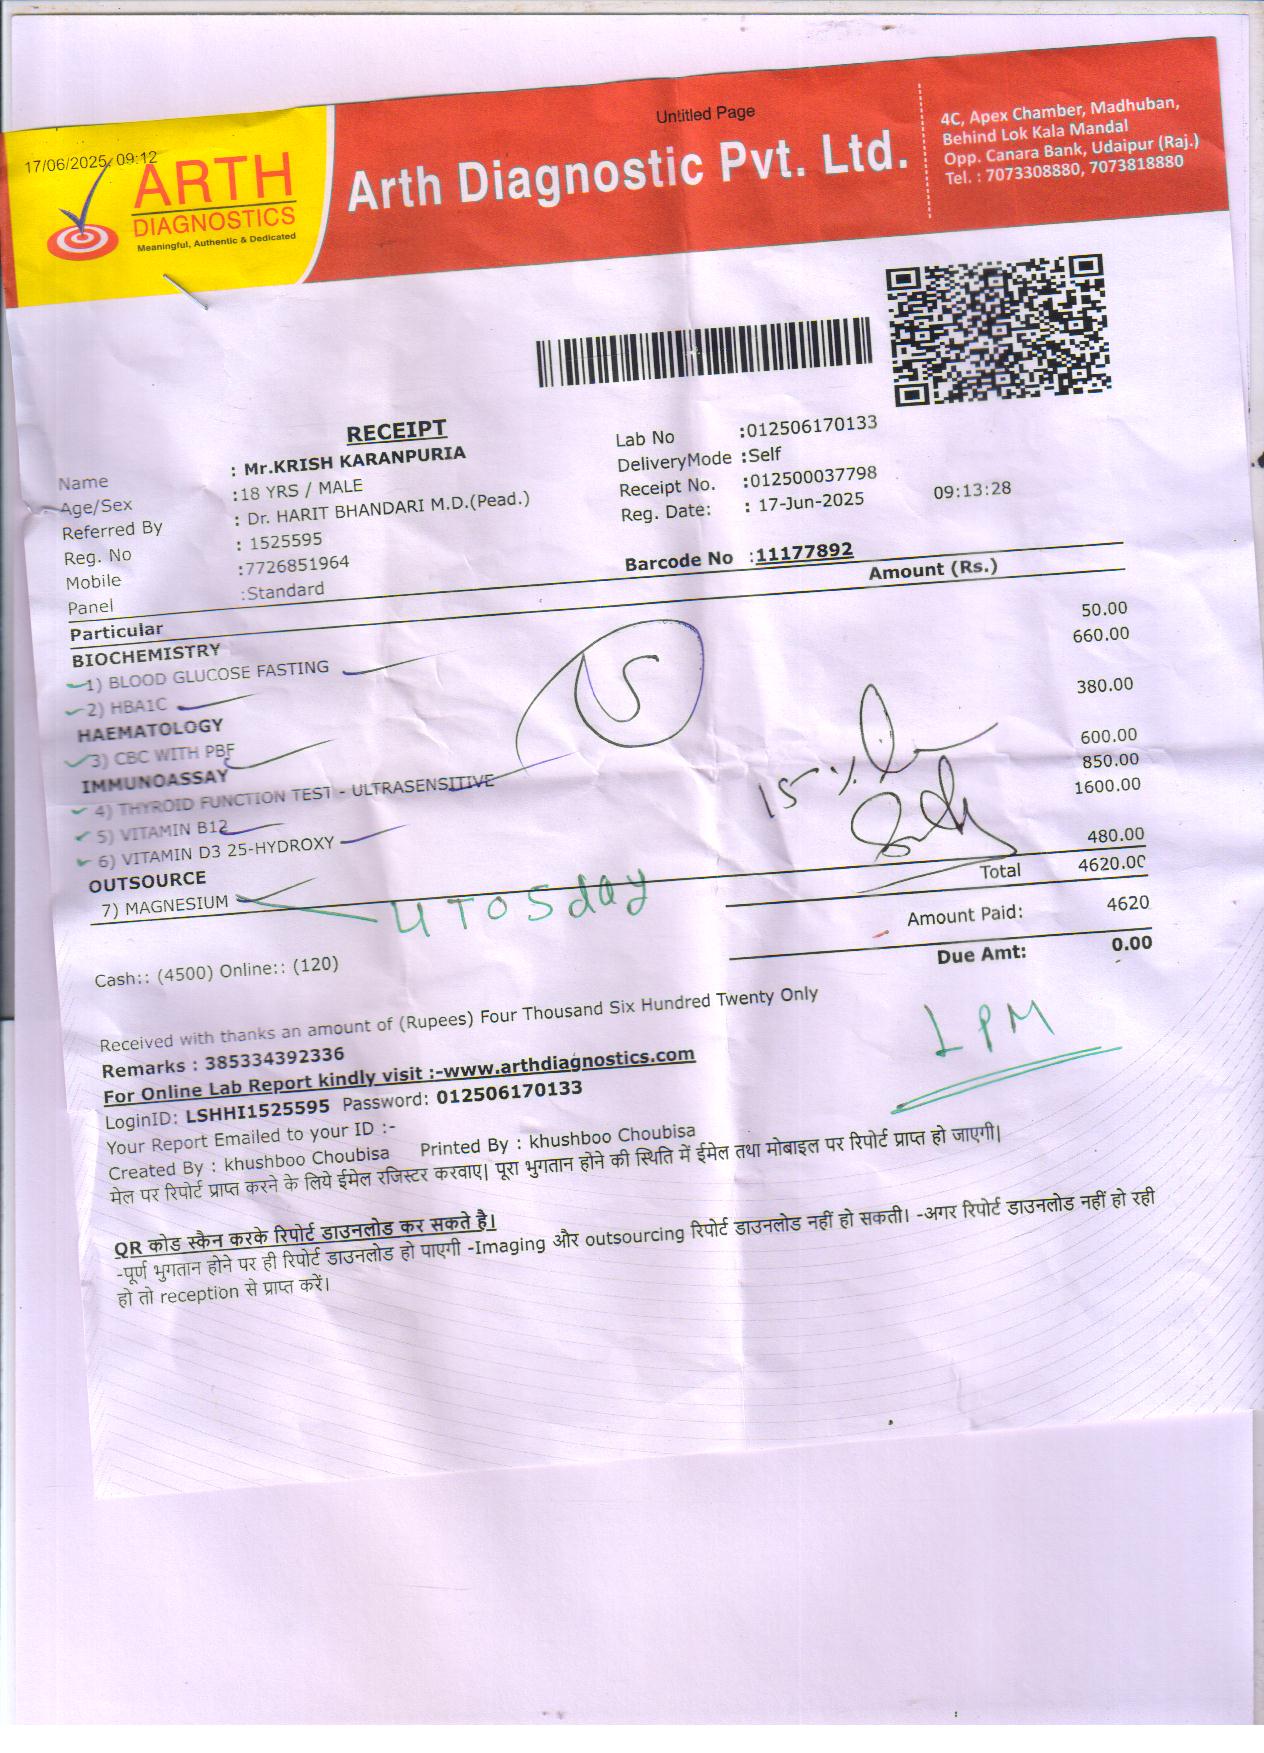 Untitled Page
17/06/2025, 09:12
ARTH
DIAGNOSTICS
Meaningful, Authentic & Dedicated
Arth Diagnostic Pvt. Ltd.
4C, Apex Chamber, Madhuban,
Behind Lok Kala Mandal
Opp. Canara Bank, Udaipur (Raj.)
Tel. : 7073308880, 7073818880
RECEIPT
Name : Mr.KRISH KARANPURIA
Age/Sex :18 YRS / MALE
Referred By : Dr. HARIT BHANDARI M.D.(Pead.)
Reg. No : 1525595
Mobile :7726851964
Panel :Standard
Lab No :012506170133
DeliveryMode :Self
Receipt No. :012500037798
Reg. Date: : 17-Jun-2025 09:13:28
Barcode No :11177892
Particular Amount (Rs.)
BIOCHEMISTRY
1) BLOOD GLUCOSE FASTING 50.00
2) HBA1C 660.00
HAEMATOLOGY
3) CBC WITH PBF 380.00
IMMUNOASSAY
4) THYROID FUNCTION TEST - ULTRASENSITIVE 600.00
5) VITAMIN B12 850.00
6) VITAMIN D3 25-HYDROXY 1600.00
OUTSOURCE
7) MAGNESIUM 480.00
S
15 %
4 TO 5 day
Total 4620.00
Amount Paid: 4620
Due Amt: 0.00
Cash:: (4500) Online:: (120)
1 PM
Received with thanks an amount of (Rupees) Four Thousand Six Hundred Twenty Only
Remarks : 385334392336
For Online Lab Report kindly visit :-www.arthdiagnostics.com
LoginID: LSHHI1525595 Password: 012506170133
Your Report Emailed to your ID :-
Created By : khushboo Choubisa Printed By : khushboo Choubisa
मेल पर रिपोर्ट प्राप्त करने के लिये ईमेल रजिस्टर करवाए। पूरा भुगतान होने की स्थिति में ईमेल तथा मोबाइल पर रिपोर्ट प्राप्त हो जाएगी।
QR कोड स्कैन करके रिपोर्ट डाउनलोड कर सकते है।
-पूर्ण भुगतान होने पर ही रिपोर्ट डाउनलोड हो पाएगी -Imaging और outsourcing रिपोर्ट डाउनलोड नहीं हो सकती। -अगर रिपोर्ट डाउनलोड नहीं हो रही
हो तो reception से प्राप्त करें।